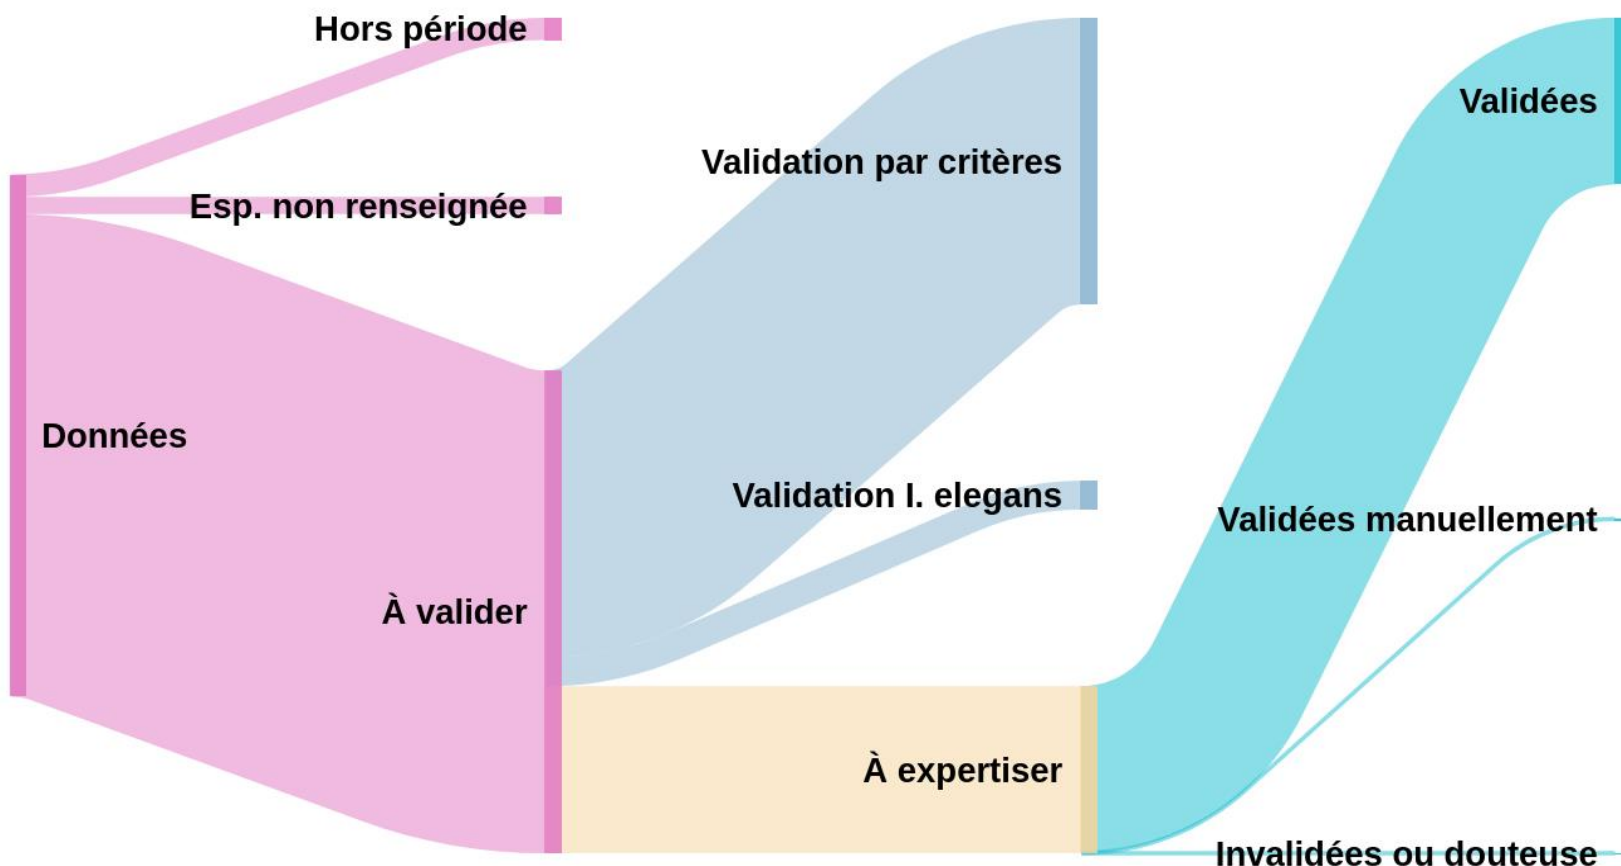 Hors période
Validées
Validation par critères
Esp. non renseignée
Données
Validation I. elegans
Validées manuellement
À valider
À expertiser
Invalidées ou douteuse